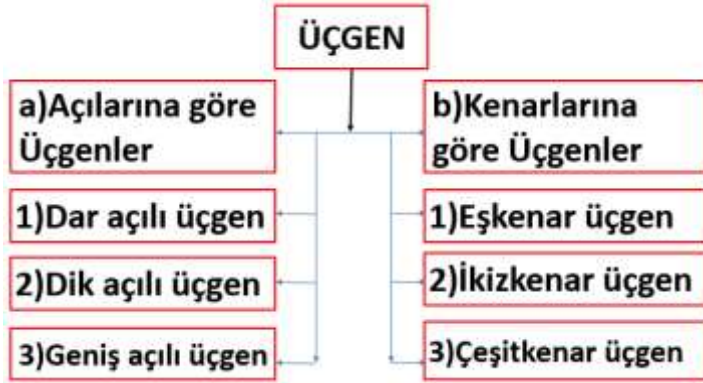 ÜÇGEN
a)Açılarına göre
Üçgenler
1)Dar açılı üçgen
2)Dik açılı üçgen
3)Geniş açılı üçgen
b)Kenarlarına
göre Üçgenler
1)Eşkenar üçgen
2)İkizkenar üçgen
3)Çeşitkenar üçgen